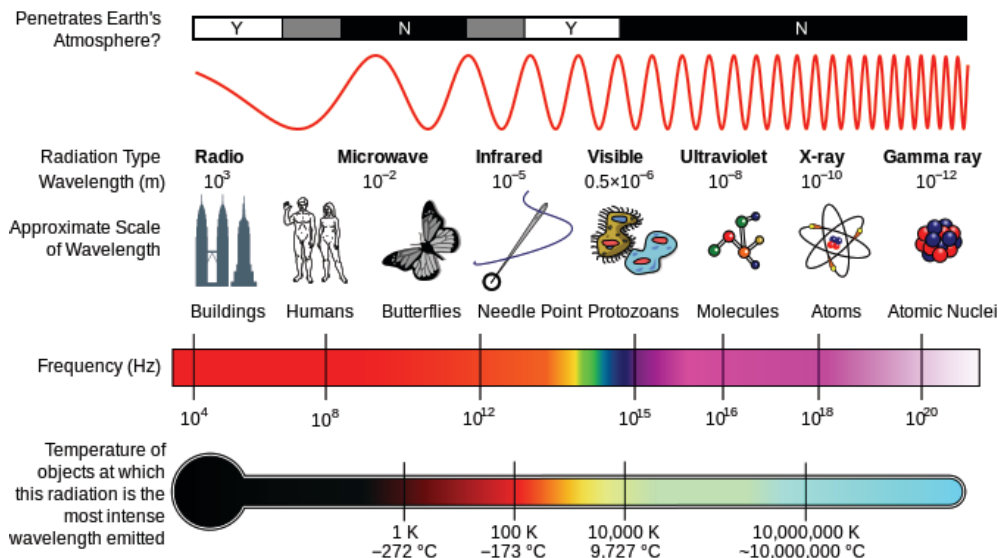 Penetrates Earth's
Atmosphere?
Y N Y N
Radiation Type
Radio Microwave Infrared Visible Ultraviolet X-ray Gamma ray
Wavelength (m)
10³ 10⁻² 10⁻⁵ 0.5×10⁻⁶ 10⁻⁸ 10⁻¹⁰ 10⁻¹²
Approximate Scale
of Wavelength
Buildings Humans Butterflies Needle Point Protozoans Molecules Atoms Atomic Nuclei
Frequency (Hz)
10⁴ 10⁸ 10¹² 10¹⁵ 10¹⁶ 10¹⁸ 10²⁰
Temperature of
objects at which
this radiation is the
most intense
wavelength emitted
1 K 100 K 10,000 K 10,000,000 K
−272 °C −173 °C 9.727 °C ~10.000.000 °C